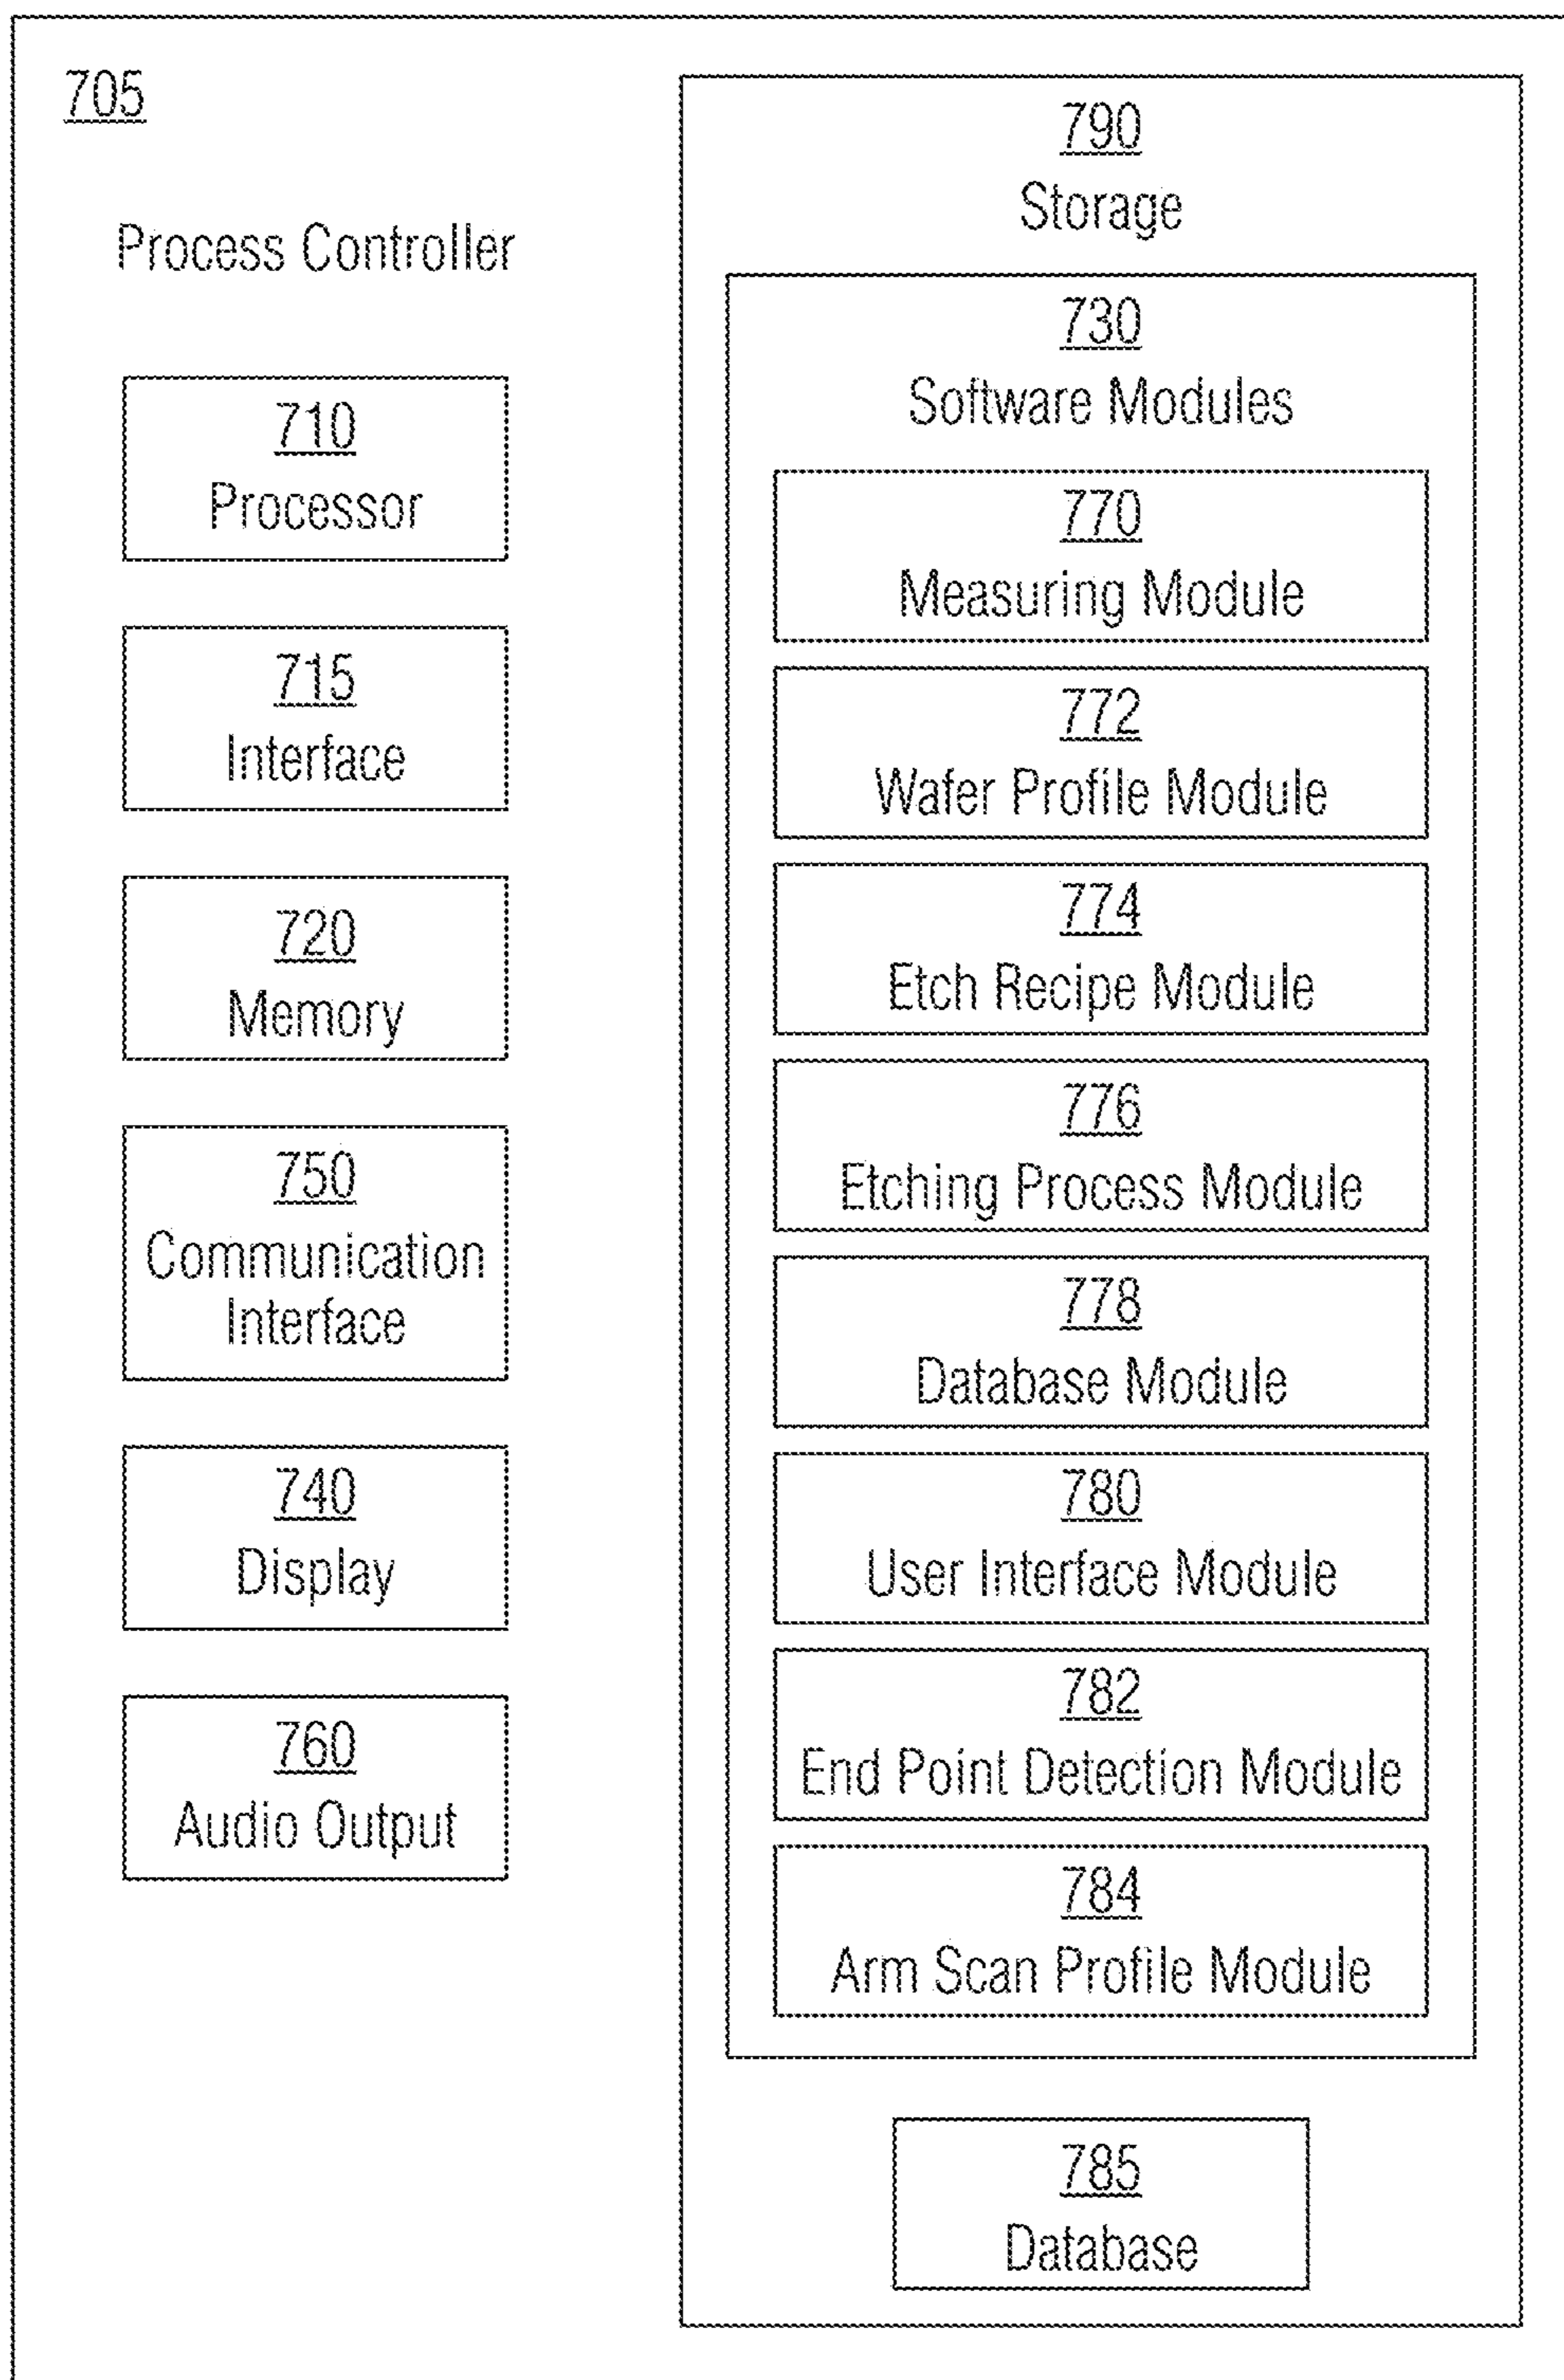 705
Process Controller
710
Processor
715
Interface
720
Memory
750
Communication
Interface
740
Display
760
Audio Output
790
Storage
730
Software Modules
770
Measuring Module
772
Wafer Profile Module
774
Etch Recipe Module
776
Etching Process Module
778
Database Module
780
User Interface Module
782
End Point Detection Module
784
Arm Scan Profile Module
785
Database